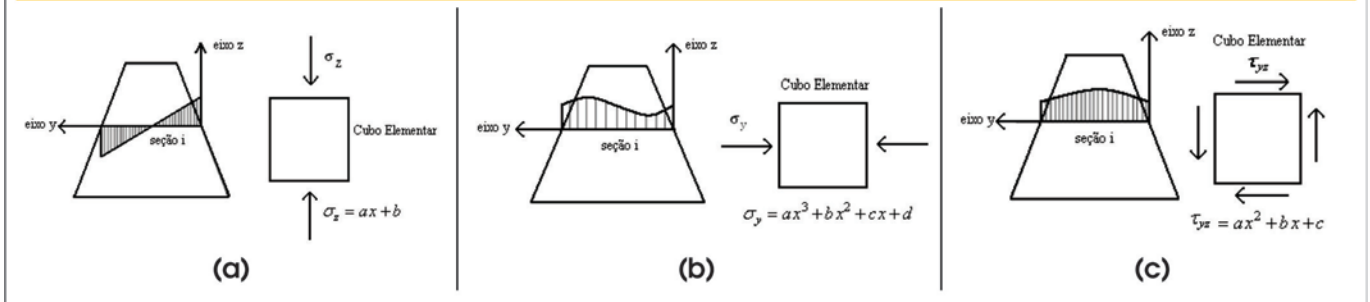 eixo z
σz
eixo y
Cubo Elementar
seção i
σz = ax + b
(a)
eixo z
Cubo Elementar
σy
eixo y
seção i
σy = ax³ + bx² + cx + d
(b)
eixo z
Cubo Elementar
τyz
eixo y
seção i
τyz = ax² + bx + c
(c)